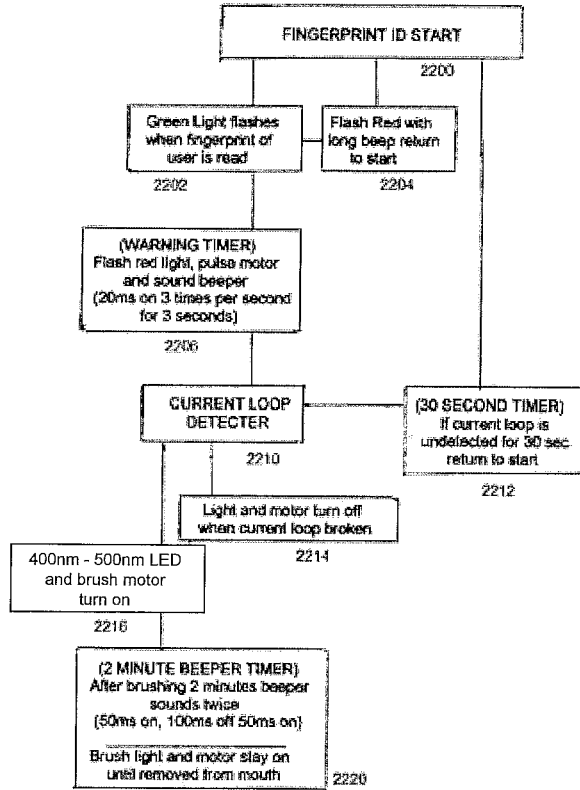 FINGERPRINT ID START
2200
Green Light flashes
when fingerprint of
user is read
2202
Flash Red with
long beep return
to start
2204
(WARNING TIMER)
Flash red light, pulse motor
and sound beeper
(20ms on 3 times per second
for 3 seconds)
2206
CURRENT LOOP
DETECTER
2210
(30 SECOND TIMER)
If current loop is
undetected for 30 sec
return to start
2212
Light and motor turn off
when current loop broken
2214
400nm - 500nm LED
and brush motor
turn on
2216
(2 MINUTE BEEPER TIMER)
After brushing 2 minutes beeper
sounds twice
(50ms on, 100ms off 50ms on)
Brush light and motor stay on
until removed from mouth
2220